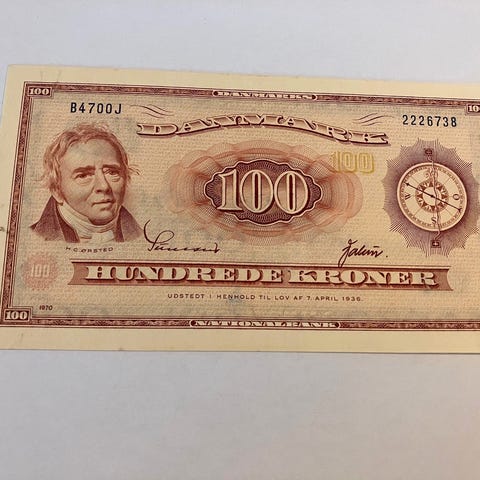 100 DANMARKS 100
B4700J
DANMARK
2226738
100
100
H.C. ØRSTED
100
HUNDREDE KRONER
UDSTEDT I HENHOLD TIL LOV AF 7. APRIL 1936.
1970
100 NATIONALBANK